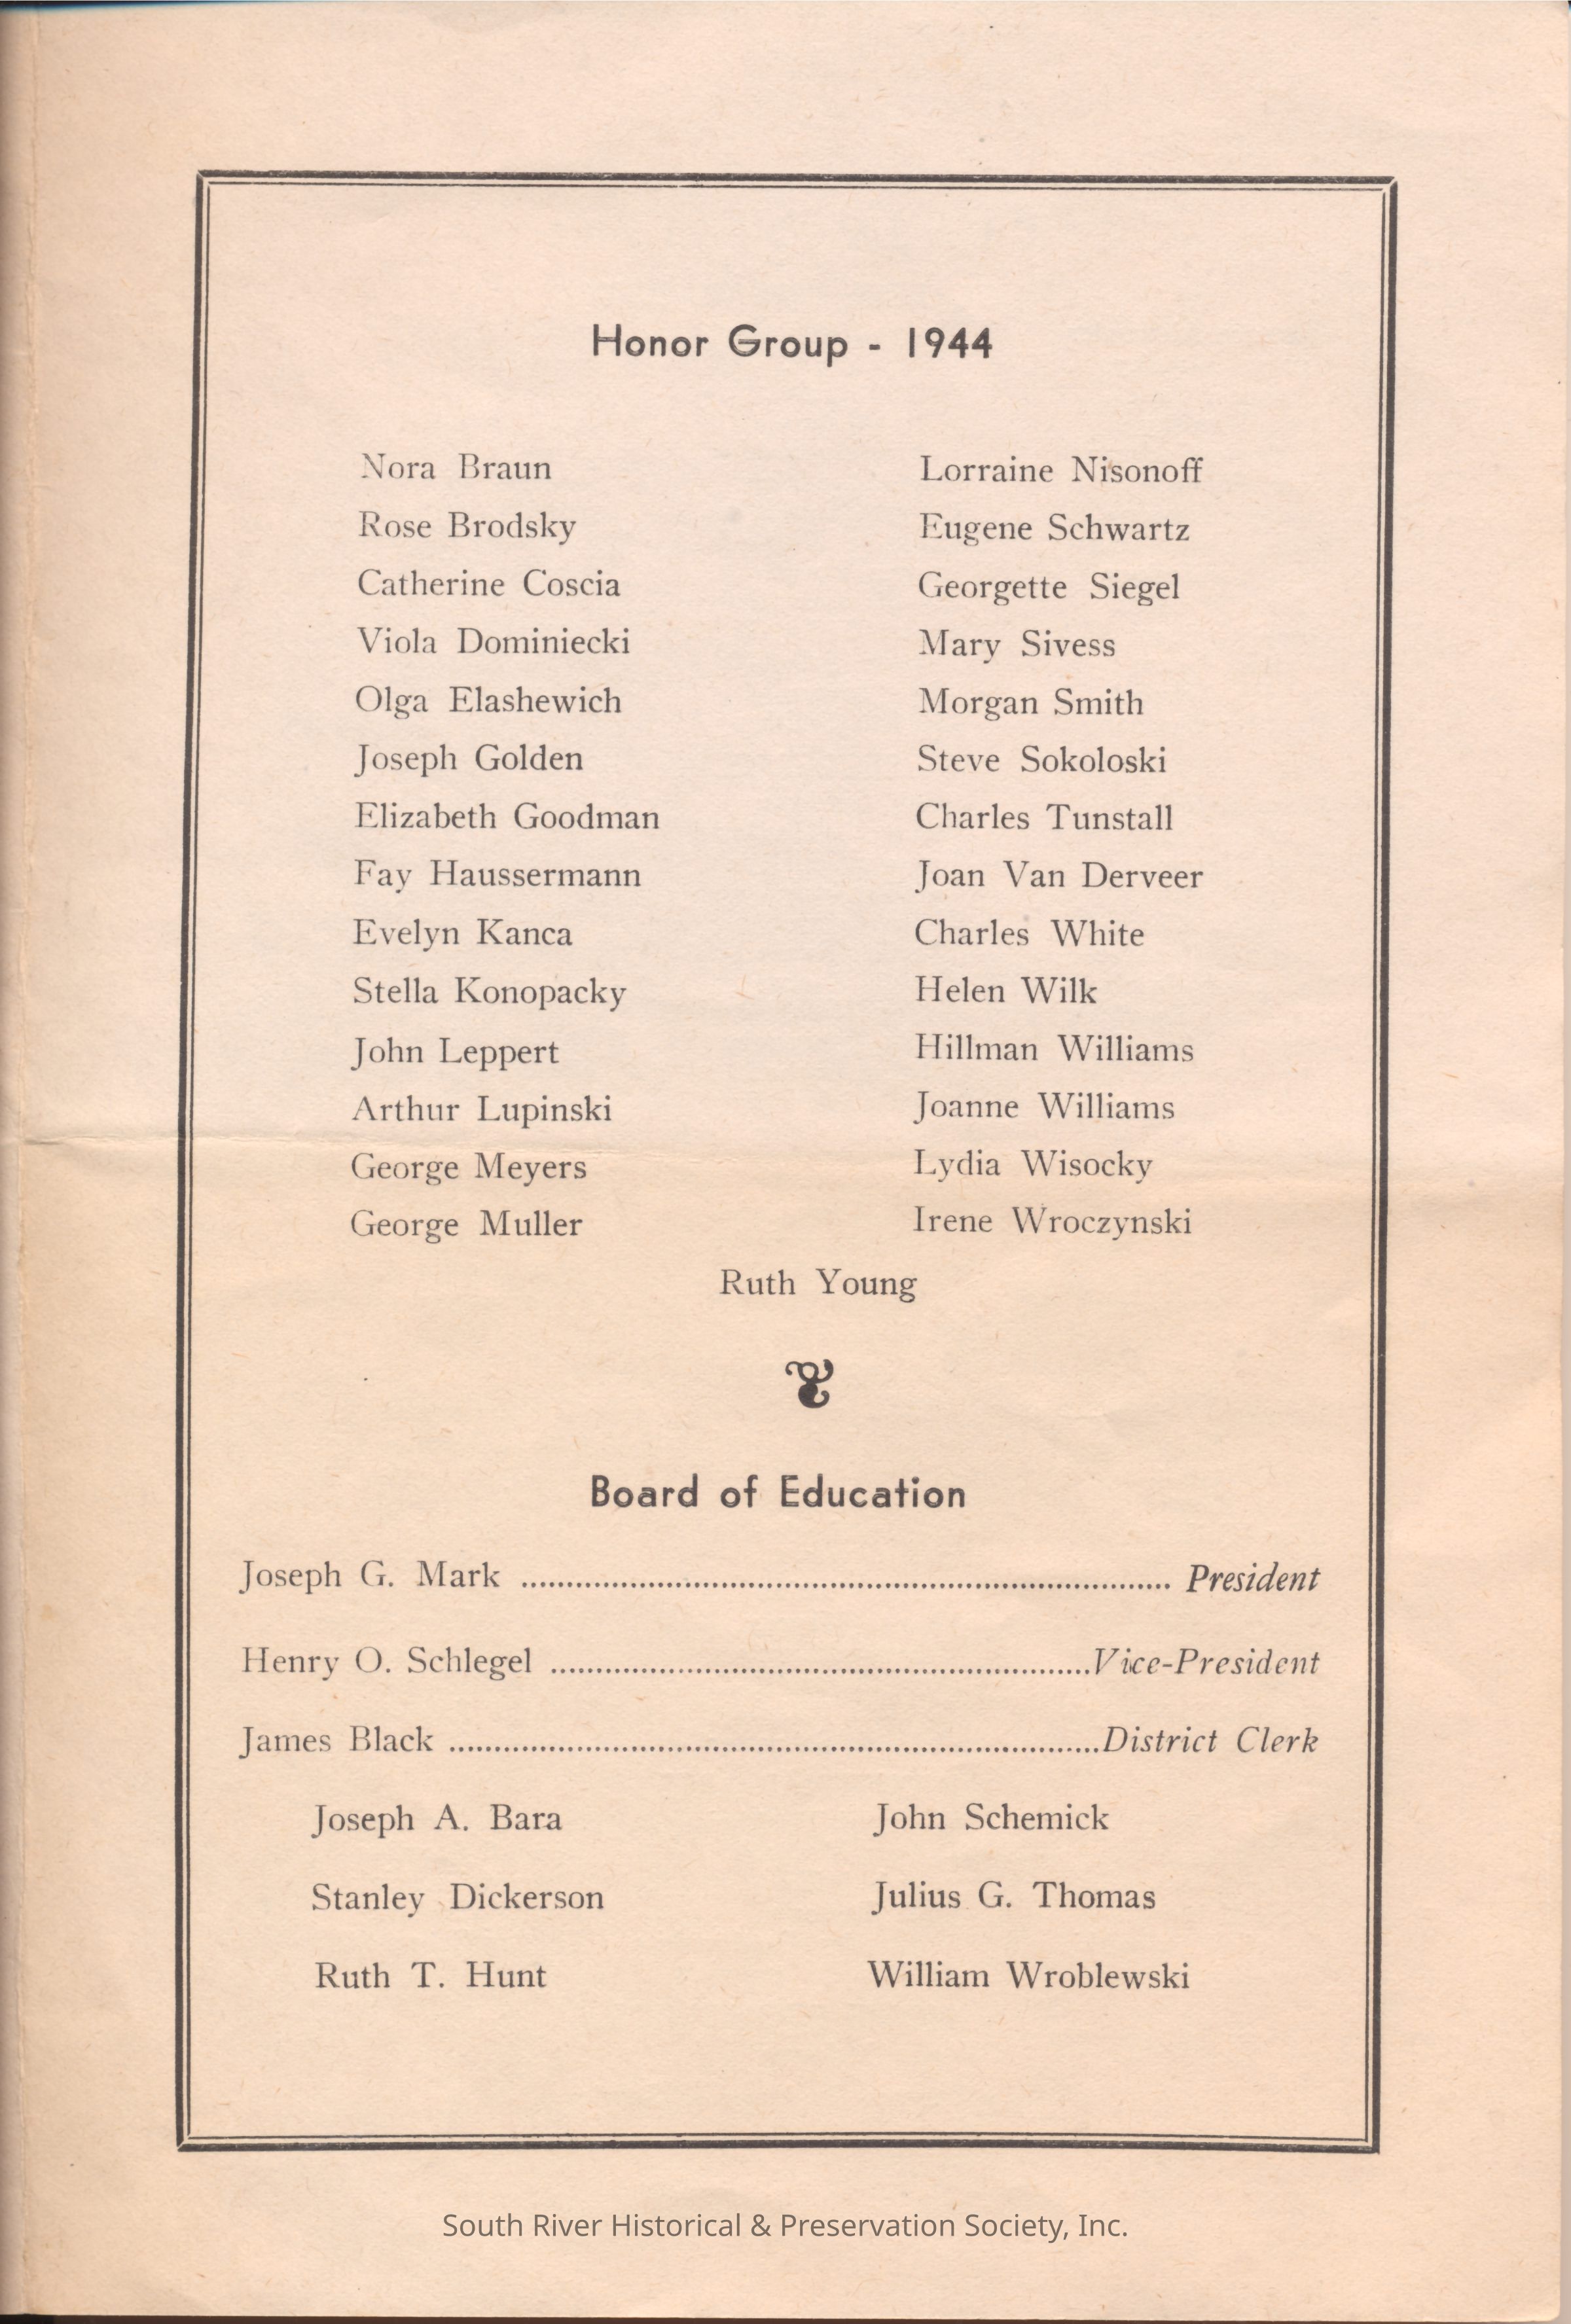 Honor Group - 1944
Nora Braun
Rose Brodsky
Catherine Coscia
Viola Dominiecki
Olga Elashewich
Joseph Golden
Elizabeth Goodman
Fay Haussermann
Evelyn Kanca
Stella Konopacky
John Leppert
Arthur Lupinski
George Meyers
George Muller
Lorraine Nisonoff
Eugene Schwartz
Georgette Siegel
Mary Sivess
Morgan Smith
Steve Sokoloski
Charles Tunstall
Joan Van Derveer
Charles White
Helen Wilk
Hillman Williams
Joanne Williams
Lydia Wisocky
Irene Wroczynski
Ruth Young
Board of Education
Joseph G. Mark ........................................ President
Henry O. Schlegel ........................................Vice-President
James Black ........................................District Clerk
Joseph A. Bara
Stanley Dickerson
Ruth T. Hunt
John Schemick
Julius G. Thomas
William Wroblewski
South River Historical & Preservation Society, Inc.